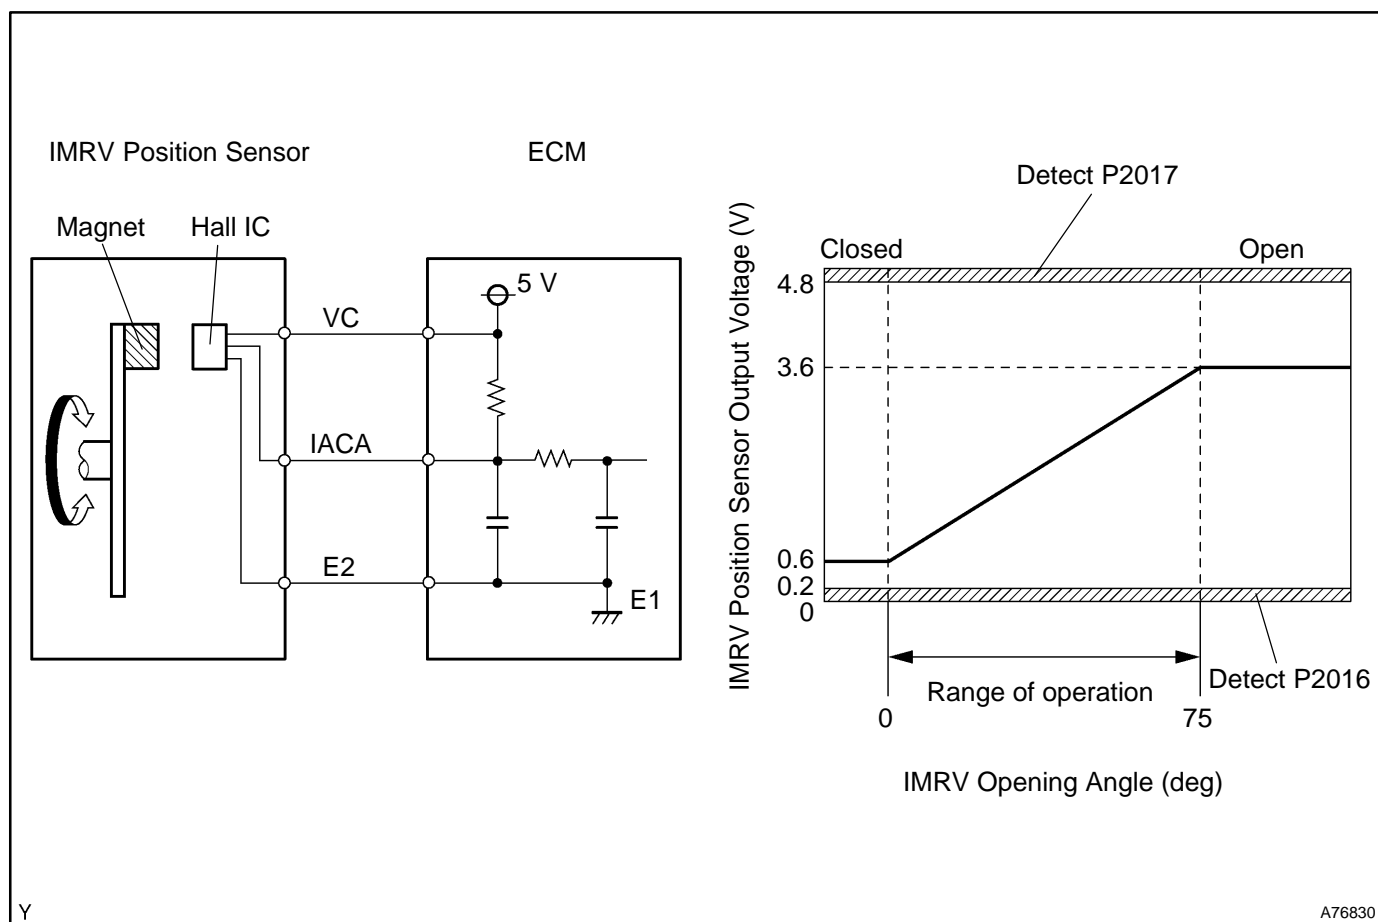 IMRV Position Sensor
ECM
Magnet
Hall IC
5 V
VC
IACA
E2
E1
Detect P2017
Closed
Open
IMRV Position Sensor Output Voltage (V)
4.8
3.6
0.6
0.2
0
Range of operation
Detect P2016
0
75
IMRV Opening Angle (deg)
Y
A76830